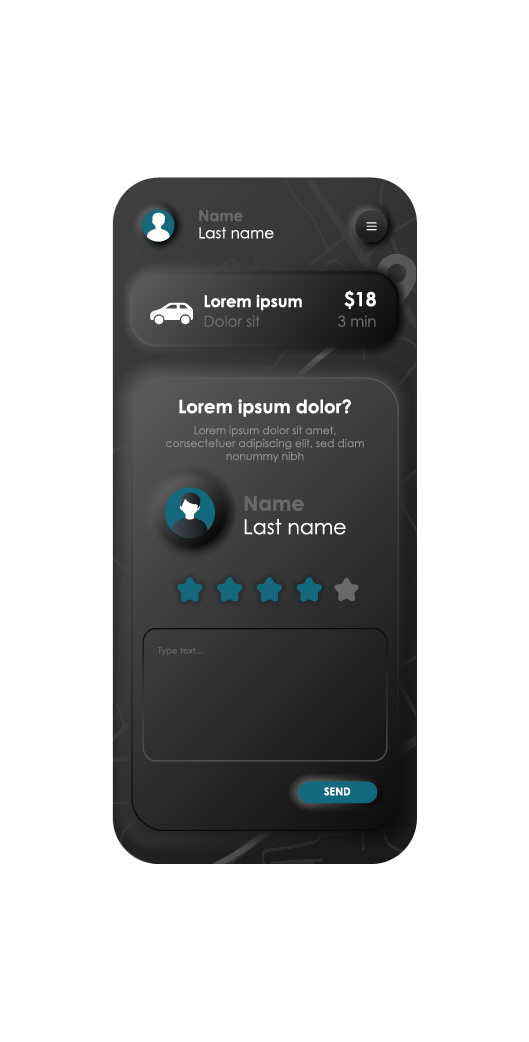 Name
Last name
Lorem ipsum
$18
Dolor sit
3 min
Lorem ipsum dolor?
Lorem ipsum dolor sit amet,
consectetuer adipiscing elit, sed diam
nonummy nibh
Name
Last name
Type text...
SEND